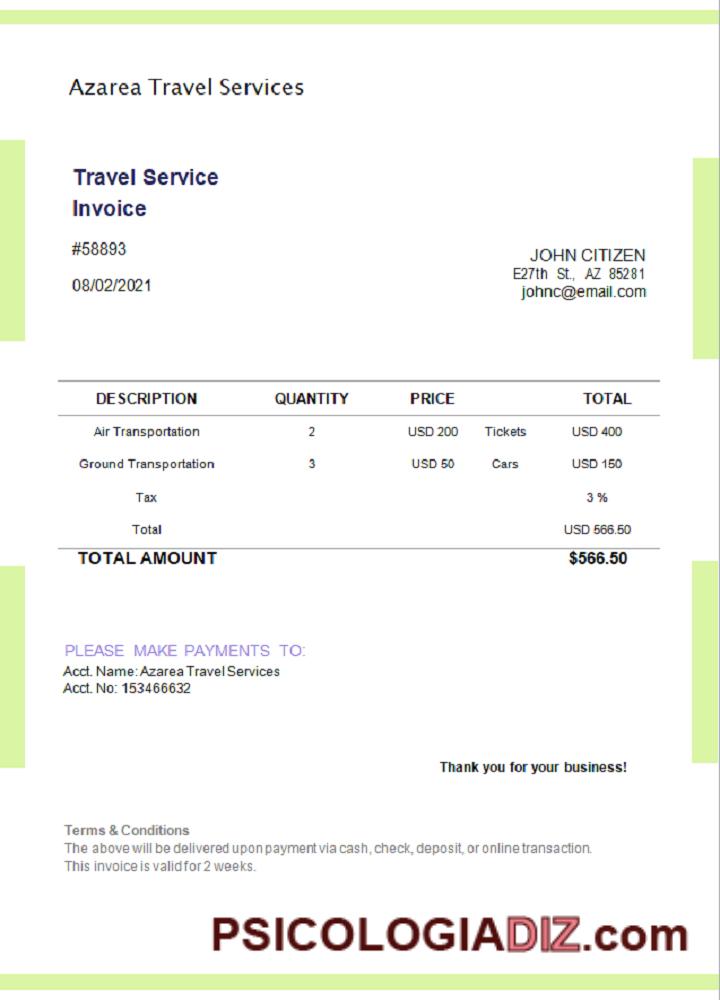 Azarea Travel Services
Travel Service
Invoice
#58893
08/02/2021
JOHN CITIZEN
E27th St., AZ 85281
johnc@email.com
DESCRIPTION QUANTITY PRICE TOTAL
Air Transportation 2 USD 200 Tickets USD 400
Ground Transportation 3 USD 50 Cars USD 150
Tax 3 %
Total USD 566.50
TOTAL AMOUNT $566.50
PLEASE MAKE PAYMENTS TO:
Acct. Name: Azarea Travel Services
Acct. No: 153466632
Thank you for your business!
Terms & Conditions
The above will be delivered upon payment via cash, check, deposit, or online transaction.
This invoice is valid for 2 weeks.
PSICOLOGIADIZ.com